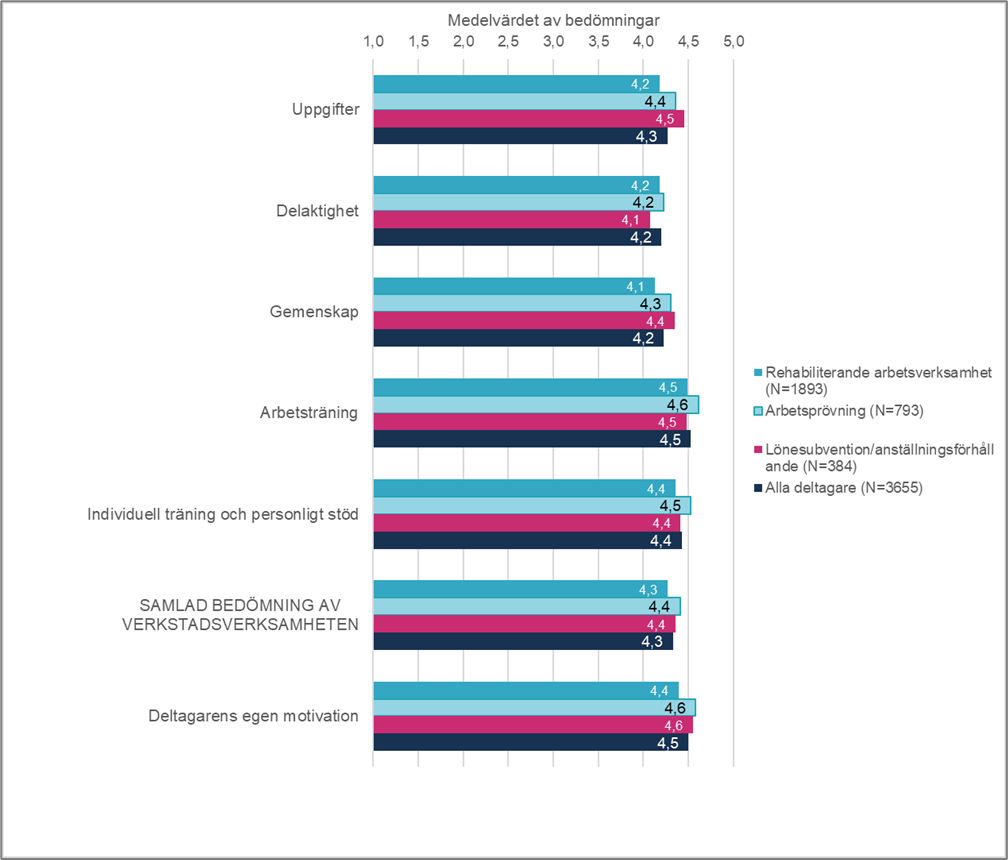 Medelvärdet av bedömningar
1,0 1,5 2,0 2,5 3,0 3,5 4,0 4,5 5,0
Uppgifter
4,2
4,4
4,5
4,3
Delaktighet
4,2
4,2
4,1
4,2
Gemenskap
4,1
4,3
4,4
4,2
Arbetsträning
4,5
4,6
4,5
4,5
Individuell träning och personligt stöd
4,4
4,5
4,4
4,4
SAMLAD BEDÖMNING AV
VERKSTADSVERKSAMHETEN
4,3
4,4
4,4
4,3
Deltagarens egen motivation
4,4
4,6
4,6
4,5
Rehabiliterande arbetsverksamhet
(N=1893)
Arbetsprövning (N=793)
Lönesubvention/anställningsförhåll
ande (N=384)
Alla deltagare (N=3655)